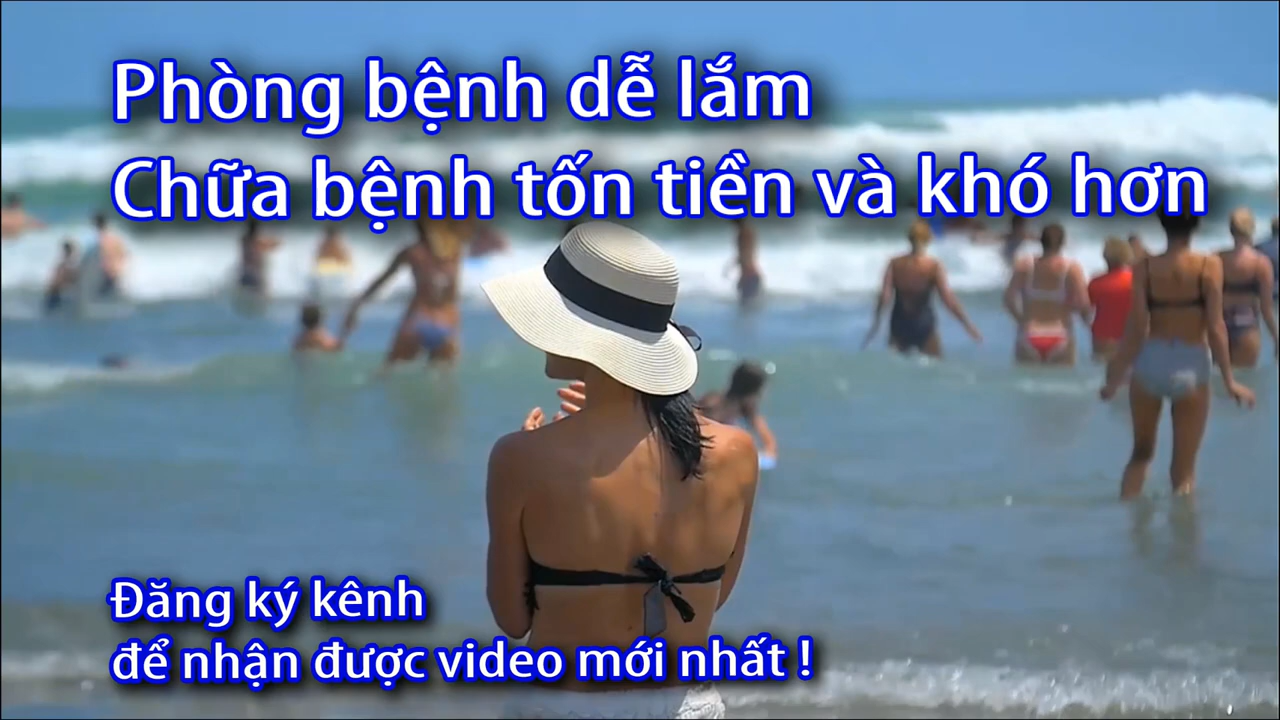 Phòng bệnh dễ lắm
Chữa bệnh tốn tiền và khó hơn
Đăng ký kênh
để nhận được video mới nhất !